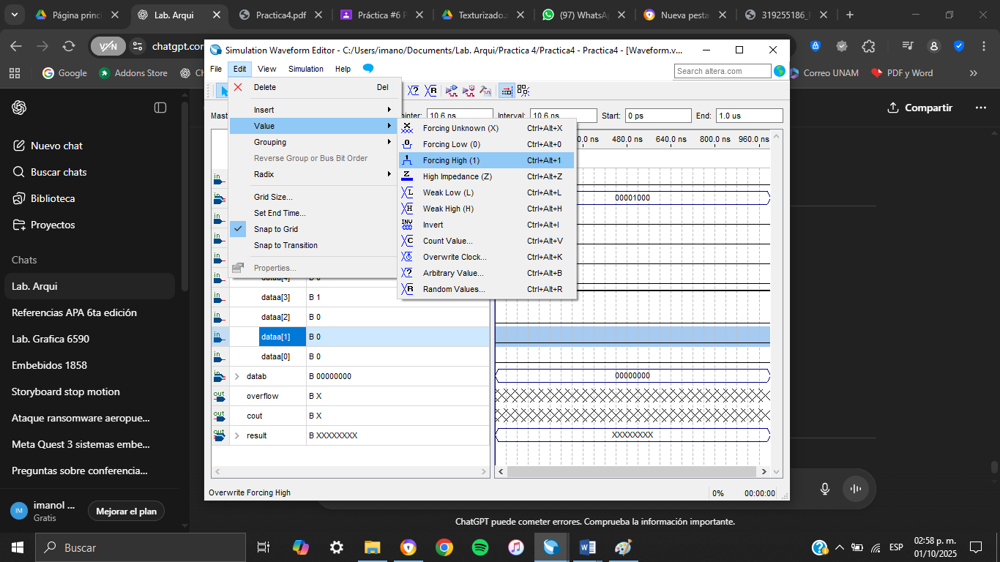 Página princi
Lab. Arqui
Practica4.pdf
Práctica #6 P
Texturizado.z
(97) WhatsA
Nueva pesta
319255186_
VPN
chatgpt.co
Google
Addons Store
Correo UNAM
PDF y Word
Nuevo chat
Buscar chats
Biblioteca
Proyectos
Chats
Lab. Arqui
Referencias APA 6ta edición
Lab. Grafica 6590
Embebidos 1858
Storyboard stop motion
Ataque ransomware aeropue...
Meta Quest 3 sistemas embe...
Preguntas sobre conferencia...
IM
imanol ...
Gratis
Mejorar el plan
Compartir
Simulation Waveform Editor - C:/Users/imano/Documents/Lab. Arqui/Practica 4/Practica4 - Practica4 - [Waveform.v...
File Edit View Simulation Help
Search altera.com
Mast
ointer: 10.6 ns
Interval: 10.6 ns
Start: 0 ps
End: 1.0 us
Delete Del
Insert
Value
Grouping
Reverse Group or Bus Bit Order
Radix
Grid Size...
Set End Time...
Snap to Grid
Snap to Transition
Properties...
Forcing Unknown (X) Ctrl+Alt+X
Forcing Low (0) Ctrl+Alt+0
Forcing High (1) Ctrl+Alt+1
High Impedance (Z) Ctrl+Alt+Z
Weak Low (L) Ctrl+Alt+L
Weak High (H) Ctrl+Alt+H
Invert Ctrl+Alt+I
Count Value... Ctrl+Alt+V
Overwrite Clock... Ctrl+Alt+K
Arbitrary Value... Ctrl+Alt+B
Random Values... Ctrl+Alt+R
0.0 ns 480.0 ns 640.0 ns 800.0 ns 960.0 ns
00001000
dataa[4] B 0
dataa[3] B 1
dataa[2] B 0
dataa[1] B 0
dataa[0] B 0
datab B 00000000 00000000
overflow B X
cout B X
result B XXXXXXXX XXXXXXXX
Overwrite Forcing High
0% 00:00:00
ChatGPT puede cometer errores. Comprueba la información importante.
Buscar
ESP
02:58 p. m.
01/10/2025